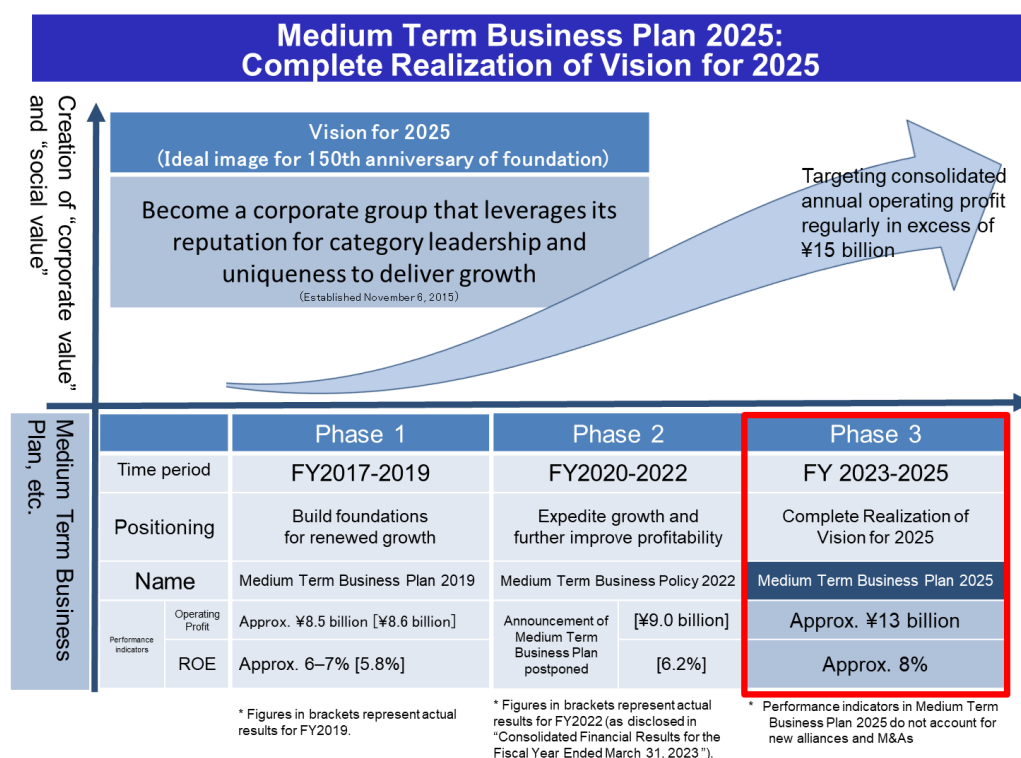 Medium Term Business Plan 2025:
Complete Realization of Vision for 2025
Creation of “corporate value”
and “social value”
Vision for 2025
(Ideal image for 150th anniversary of foundation)
Become a corporate group that leverages its
reputation for category leadership and
uniqueness to deliver growth
(Established November 6, 2015)
Targeting consolidated
annual operating profit
regularly in excess of
¥15 billion
Medium Term Business
Plan, etc.
Phase 1
Phase 2
Phase 3
Time period
FY2017-2019
FY2020-2022
FY 2023-2025
Positioning
Build foundations
for renewed growth
Expedite growth and
further improve profitability
Complete Realization of
Vision for 2025
Name
Medium Term Business Plan 2019
Medium Term Business Policy 2022
Medium Term Business Plan 2025
Performance
indicators
Operating
Profit
Approx. ¥8.5 billion [¥8.6 billion]
Announcement of
Medium Term
Business Plan
postponed
[¥9.0 billion]
Approx. ¥13 billion
ROE
Approx. 6–7% [5.8%]
[6.2%]
Approx. 8%
* Figures in brackets represent actual
results for FY2019.
* Figures in brackets represent actual
results for FY2022 (as disclosed in
“Consolidated Financial Results for the
Fiscal Year Ended March 31, 2023”).
* Performance indicators in Medium Term
Business Plan 2025 do not account for
new alliances and M&As